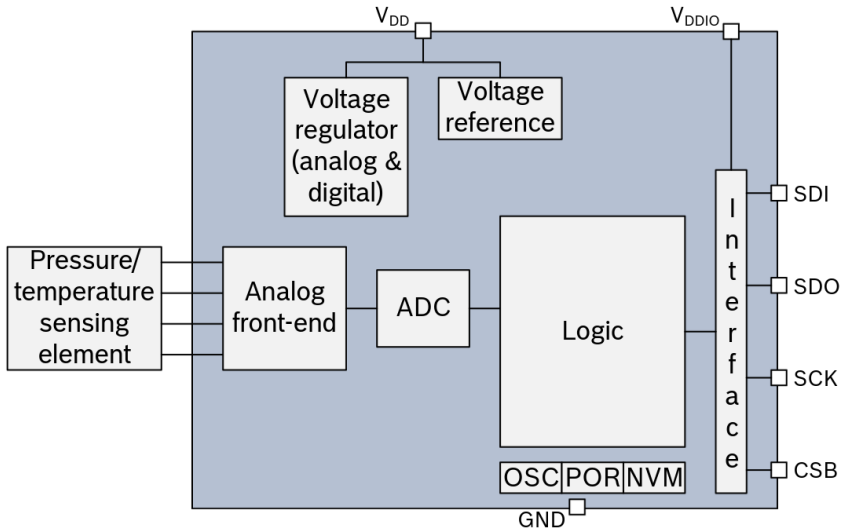 VDD
VDDIO
Voltage
regulator
(analog &
digital)
Voltage
reference
Interface
SDI
SDO
SCK
CSB
Pressure/
temperature
sensing
element
Analog
front-end
ADC
Logic
OSC POR NVM
GND